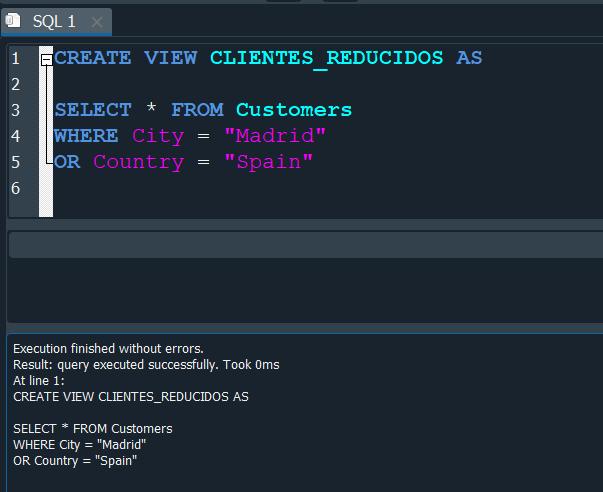 SQL 1
1 CREATE VIEW CLIENTES_REDUCIDOS AS
2
3 SELECT * FROM Customers
4 WHERE City = "Madrid"
5 OR Country = "Spain"
6
Execution finished without errors.
Result: query executed successfully. Took 0ms
At line 1:
CREATE VIEW CLIENTES_REDUCIDOS AS
SELECT * FROM Customers
WHERE City = "Madrid"
OR Country = "Spain"